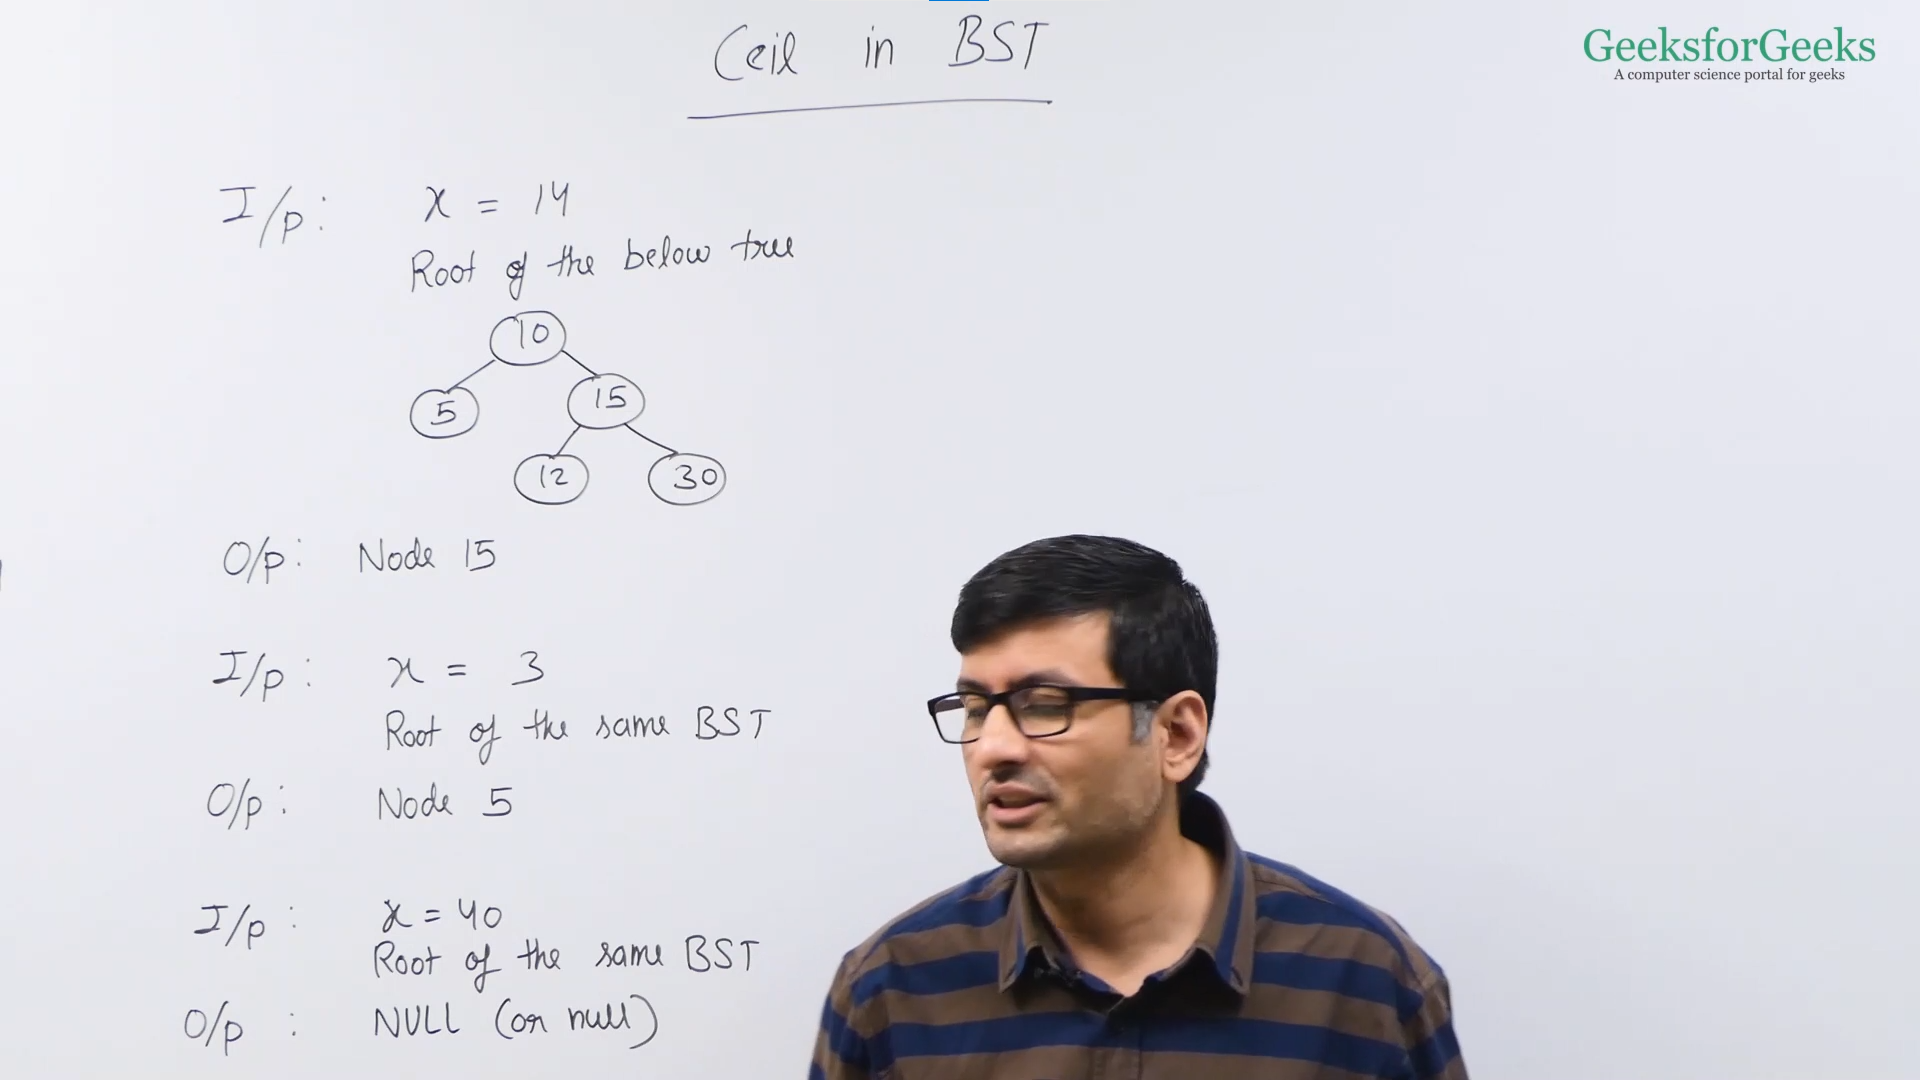 Ceil in BST
GeeksforGeeks
A computer science portal for geeks
I/p: x = 14
Root of the below tree
10
5 15
12 30
O/p: Node 15
I/p: x = 3
Root of the same BST
O/p: Node 5
I/p: x = 40
Root of the same BST
O/p: NULL (or null)